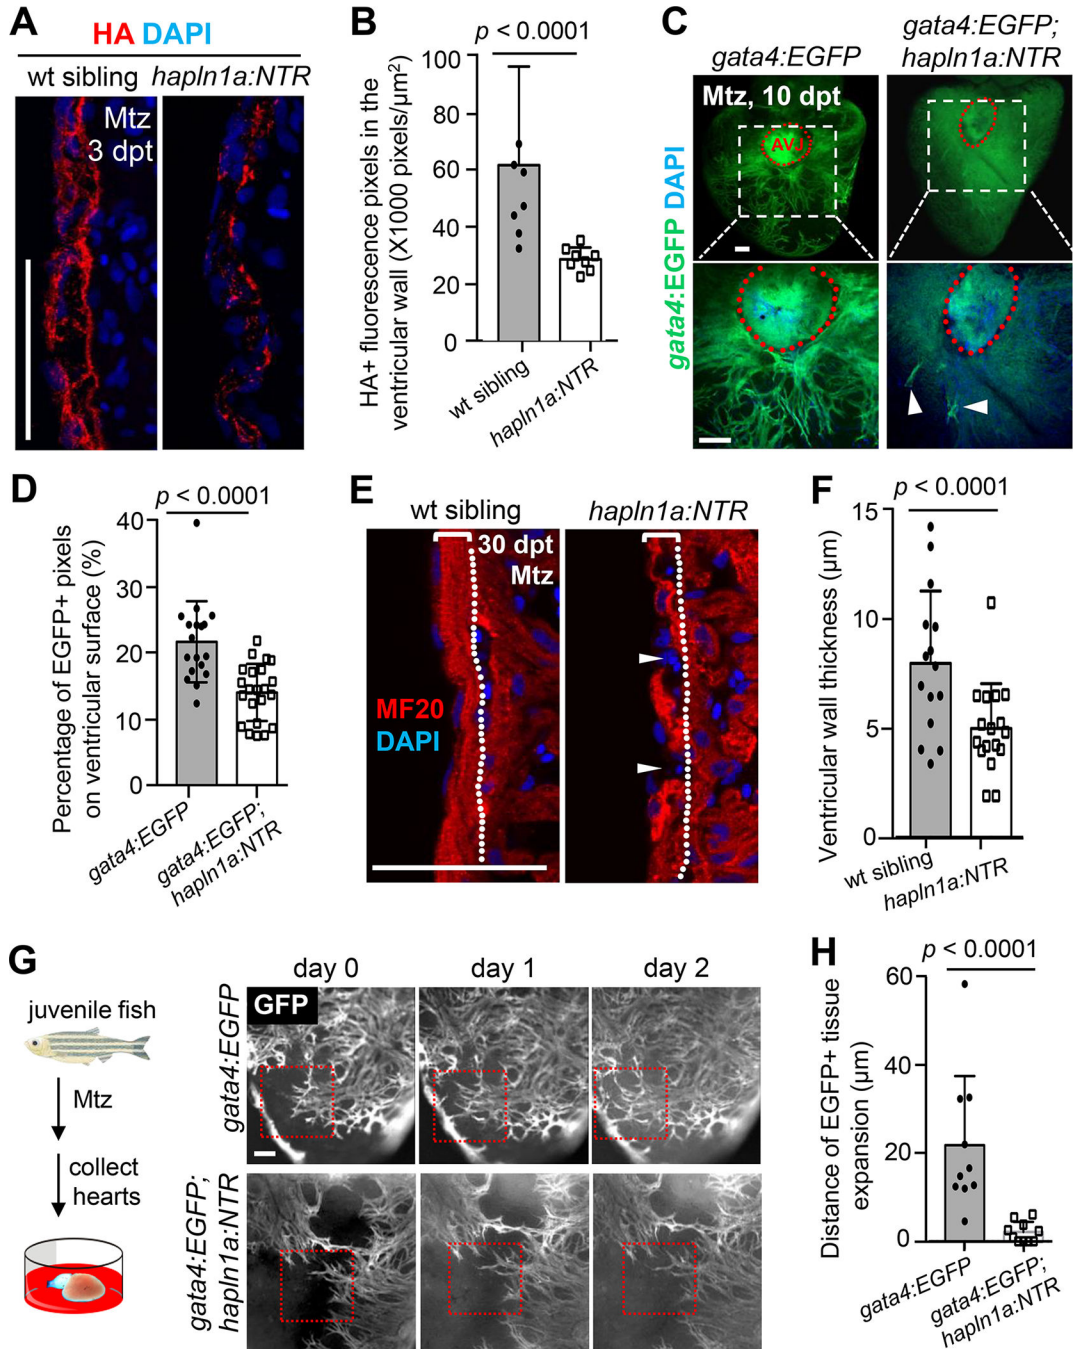 A
HA DAPI
wt sibling hapln1a:NTR
Mtz
3 dpt
B
p < 0.0001
HA+ fluorescence pixels in the
ventricular wall (X1000 pixels/µm²)
100
80
60
40
20
0
wt sibling
hapln1a:NTR
C
gata4:EGFP
gata4:EGFP;
hapln1a:NTR
Mtz, 10 dpt
AVJ
gata4:EGFP DAPI
D
p < 0.0001
Percentage of EGFP+ pixels
on ventricular surface (%)
40
30
20
10
0
gata4:EGFP
gata4:EGFP;
hapln1a:NTR
E
wt sibling
hapln1a:NTR
30 dpt
Mtz
MF20
DAPI
F
p < 0.0001
Ventricular wall thickness (µm)
15
10
5
0
wt sibling
hapln1a:NTR
G
day 0
day 1
day 2
juvenile fish
Mtz
collect
hearts
gata4:EGFP
GFP
gata4:EGFP;
hapln1a:NTR
H
p < 0.0001
Distance of EGFP+ tissue
expansion (µm)
60
40
20
0
gata4:EGFP
gata4:EGFP;
hapln1a:NTR